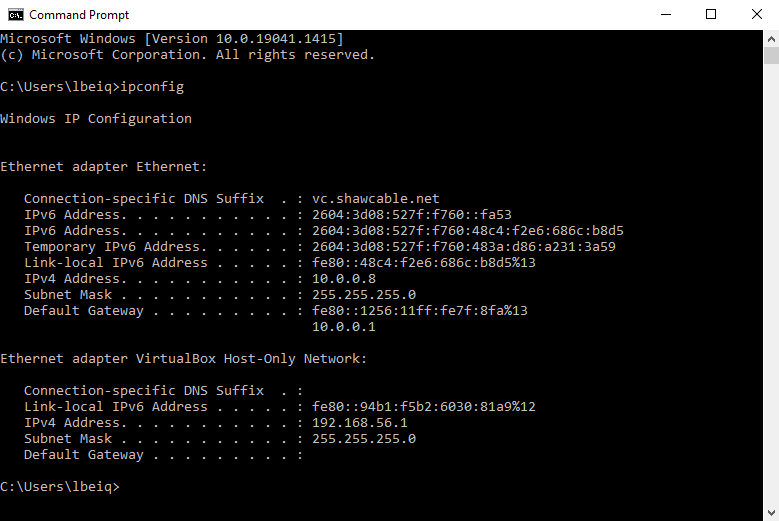 Command Prompt
Microsoft Windows [Version 10.0.19041.1415]
(c) Microsoft Corporation. All rights reserved.
C:\Users\lbeiq>ipconfig
Windows IP Configuration
Ethernet adapter Ethernet:
   Connection-specific DNS Suffix  . : vc.shawcable.net
   IPv6 Address. . . . . . . . . . . : 2604:3d08:527f:f760::fa53
   IPv6 Address. . . . . . . . . . . : 2604:3d08:527f:f760:48c4:f2e6:686c:b8d5
   Temporary IPv6 Address. . . . . . : 2604:3d08:527f:f760:483a:d86:a231:3a59
   Link-local IPv6 Address . . . . . : fe80::48c4:f2e6:686c:b8d5%13
   IPv4 Address. . . . . . . . . . . : 10.0.0.8
   Subnet Mask . . . . . . . . . . . : 255.255.255.0
   Default Gateway . . . . . . . . . : fe80::1256:11ff:fe7f:8fa%13
                                       10.0.0.1
Ethernet adapter VirtualBox Host-Only Network:
   Connection-specific DNS Suffix  . :
   Link-local IPv6 Address . . . . . : fe80::94b1:f5b2:6030:81a9%12
   IPv4 Address. . . . . . . . . . . : 192.168.56.1
   Subnet Mask . . . . . . . . . . . : 255.255.255.0
   Default Gateway . . . . . . . . . :
C:\Users\lbeiq>